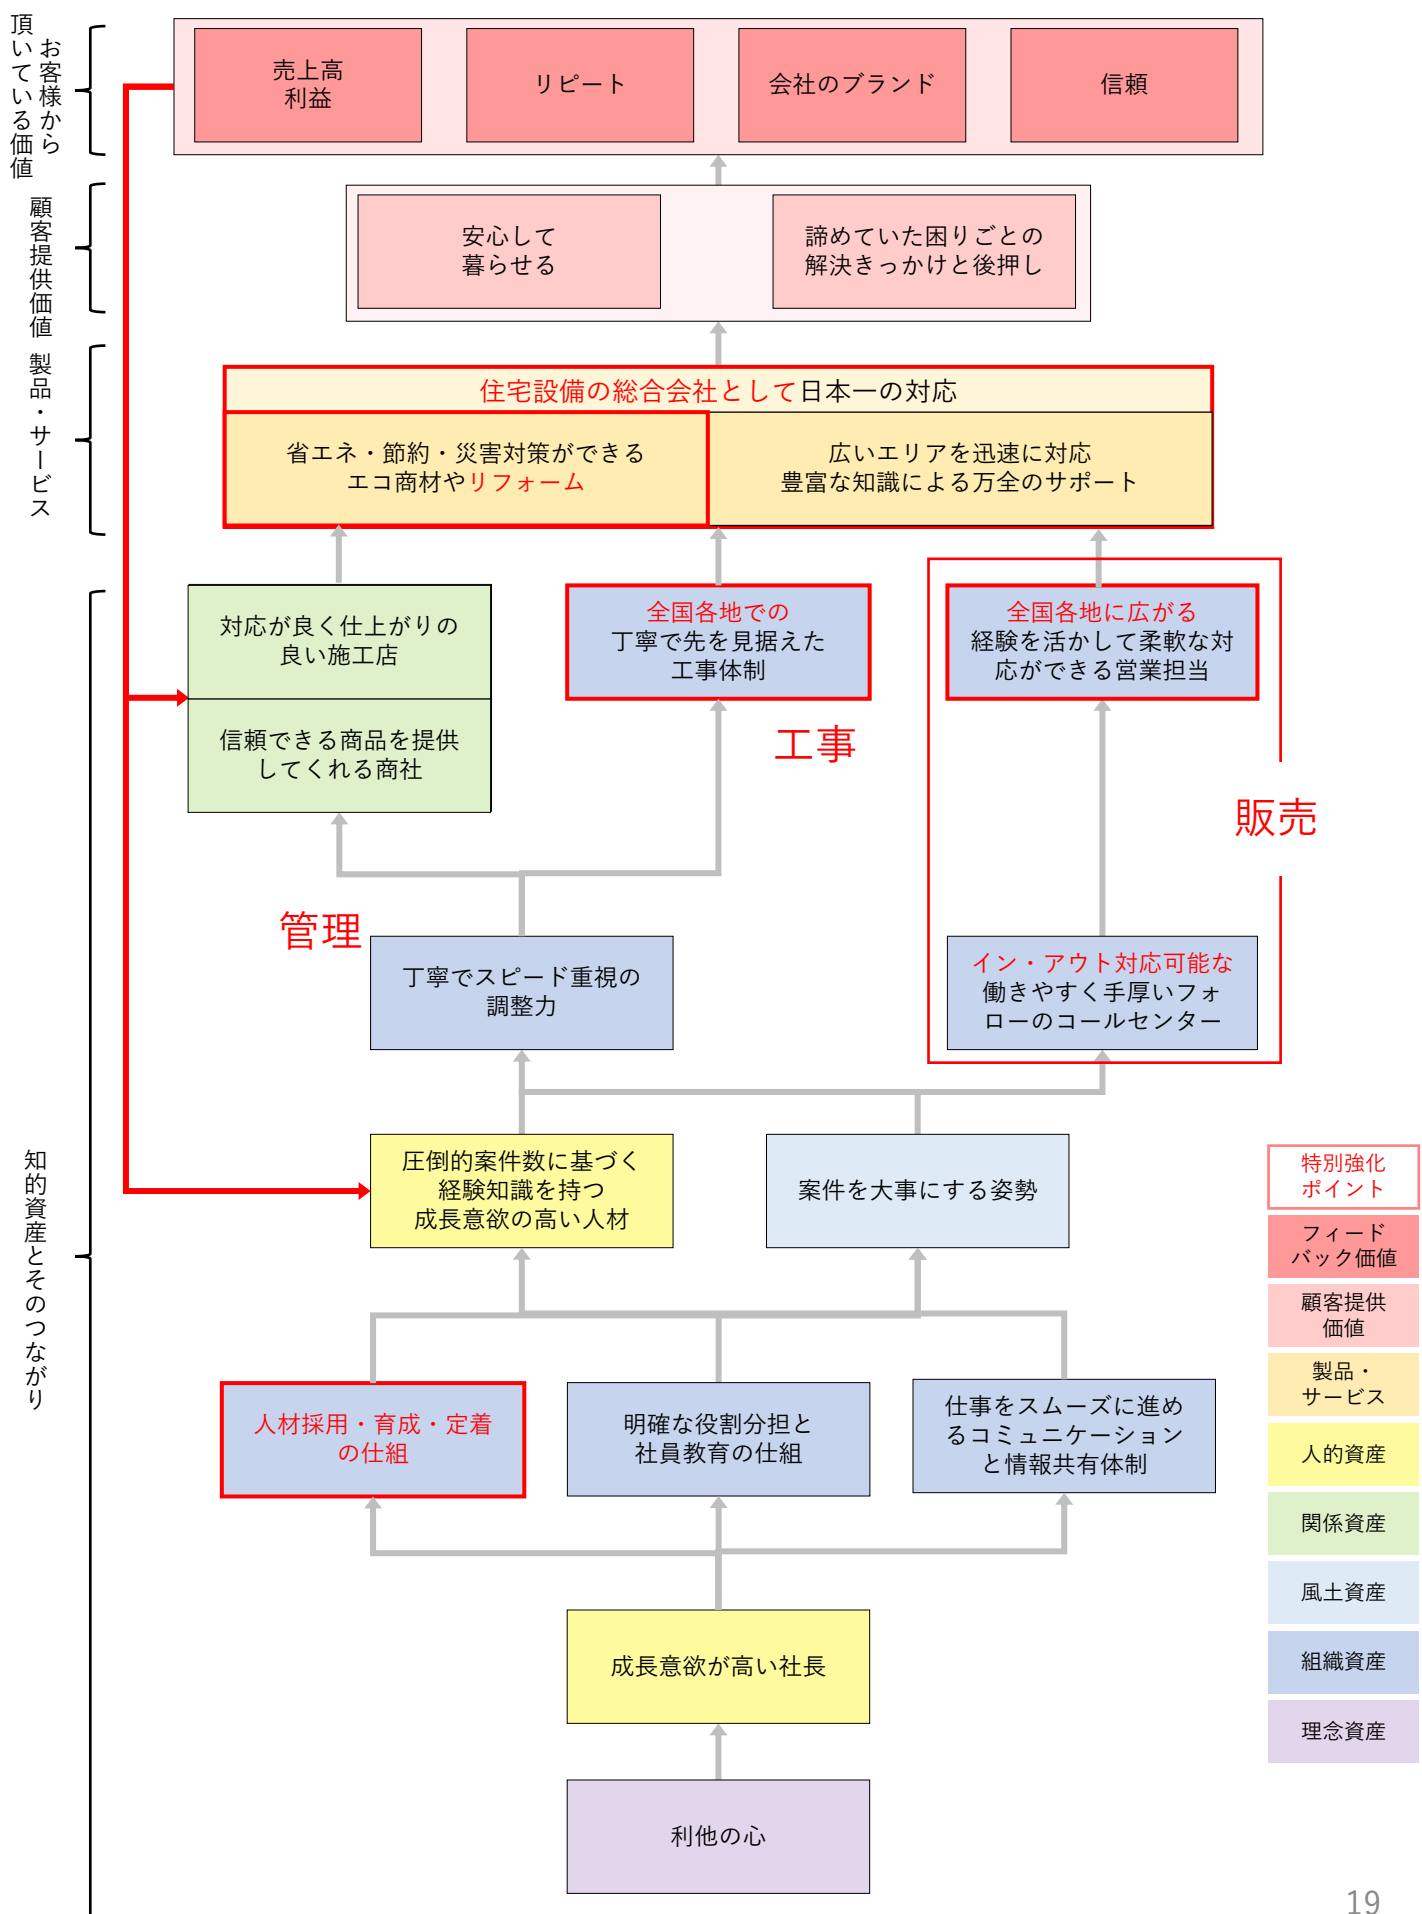 お客様から
頂いている価値
売上高
利益
リピート
会社のブランド
信頼
顧客提供価値
安心して
暮らせる
諦めていた困りごとの
解決きっかけと後押し
製品・サービス
住宅設備の総合会社として日本一の対応
省エネ・節約・災害対策ができる
エコ商材やリフォーム
広いエリアを迅速に対応
豊富な知識による万全のサポート
知的資産とそのつながり
対応が良く仕上がりの
良い施工店
信頼できる商品を提供
してくれる商社
全国各地での
丁寧で先を見据えた
工事体制
工事
全国各地に広がる
経験を活かして柔軟な対
応ができる営業担当
販売
管理
丁寧でスピード重視の
調整力
イン・アウト対応可能な
働きやすく手厚いフォ
ローのコールセンター
圧倒的案件数に基づく
経験知識を持つ
成長意欲の高い人材
案件を大事にする姿勢
人材採用・育成・定着
の仕組
明確な役割分担と
社員教育の仕組
仕事をスムーズに進め
るコミュニケーション
と情報共有体制
成長意欲が高い社長
利他の心
特別強化
ポイント
フィード
バック価値
顧客提供
価値
製品・
サービス
人的資産
関係資産
風土資産
組織資産
理念資産
19